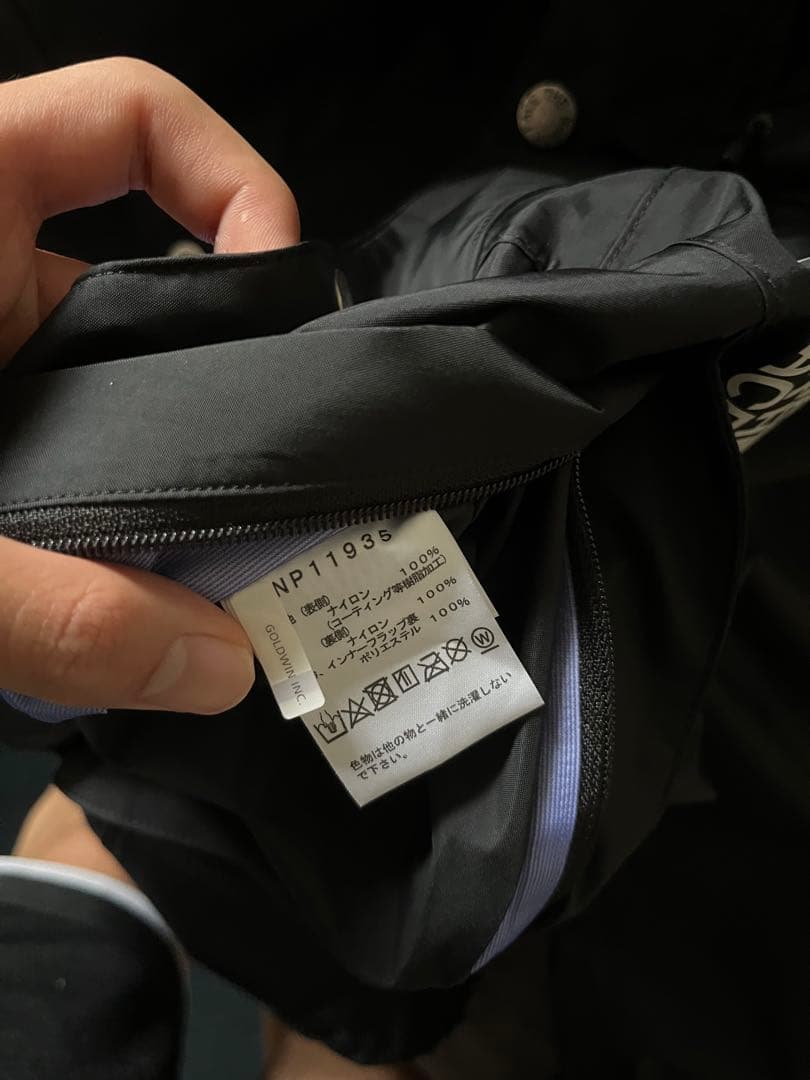 NP11935
色 (表側) ナイロン 100%
(コーティング等樹脂加工)
(裏側) ナイロン 100%
インナーフラップ裏
ポリエステル 100%
W
色物は他の物と一緒に洗濯しない
で下さい。
GOLDWIN INC.